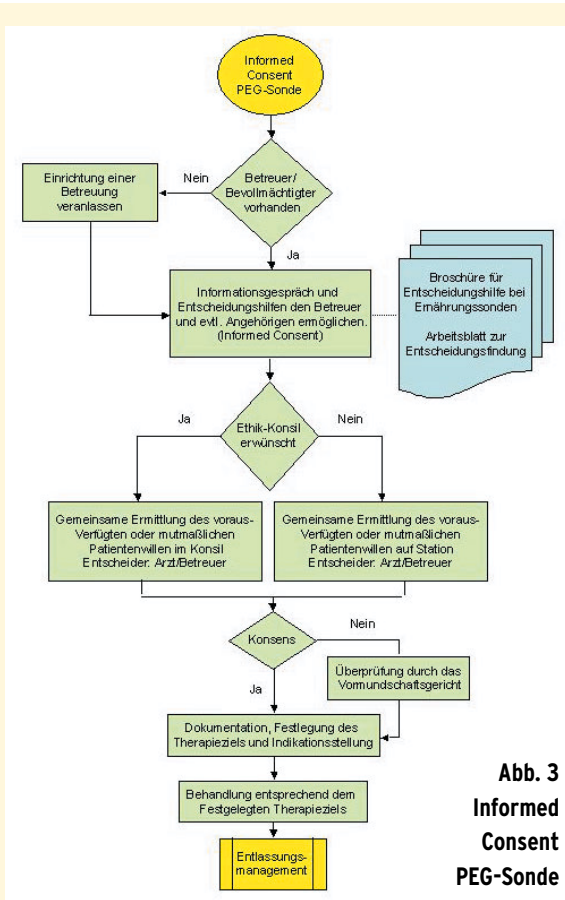 Informed
Consent
PEG-Sonde
Einrichtung einer
Betreuung
veranlassen
Nein
Betreuer/
Bevollmächtigter
vorhanden
Ja
Informationsgespräch und
Entscheidungshilfen den Betreuer
und evtl. Angehörigen ermöglichen.
(Informed Consent)
Broschüre für
Entscheidungshilfe bei
Ernährungssonden
Arbeitsblatt zur
Entscheidungsfindung
Ja
Ethik-Konsil
erwünscht
Nein
Gemeinsame Ermittlung des voraus-
Verfügten oder mutmaßlichen
Patientenwillen im Konsil
Entscheider: Arzt/Betreuer
Gemeinsame Ermittlung des voraus-
Verfügten oder mutmaßlichen
Patientenwillen auf Station
Entscheider: Arzt/Betreuer
Konsens
Nein
Überprüfung durch das
Vormundschaftsgericht
Ja
Dokumentation, Festlegung des
Therapieziels und Indikationsstellung
Behandlung entsprechend dem
Festgelegten Therapieziels
Entlassungs-
management
Abb. 3
Informed
Consent
PEG-Sonde